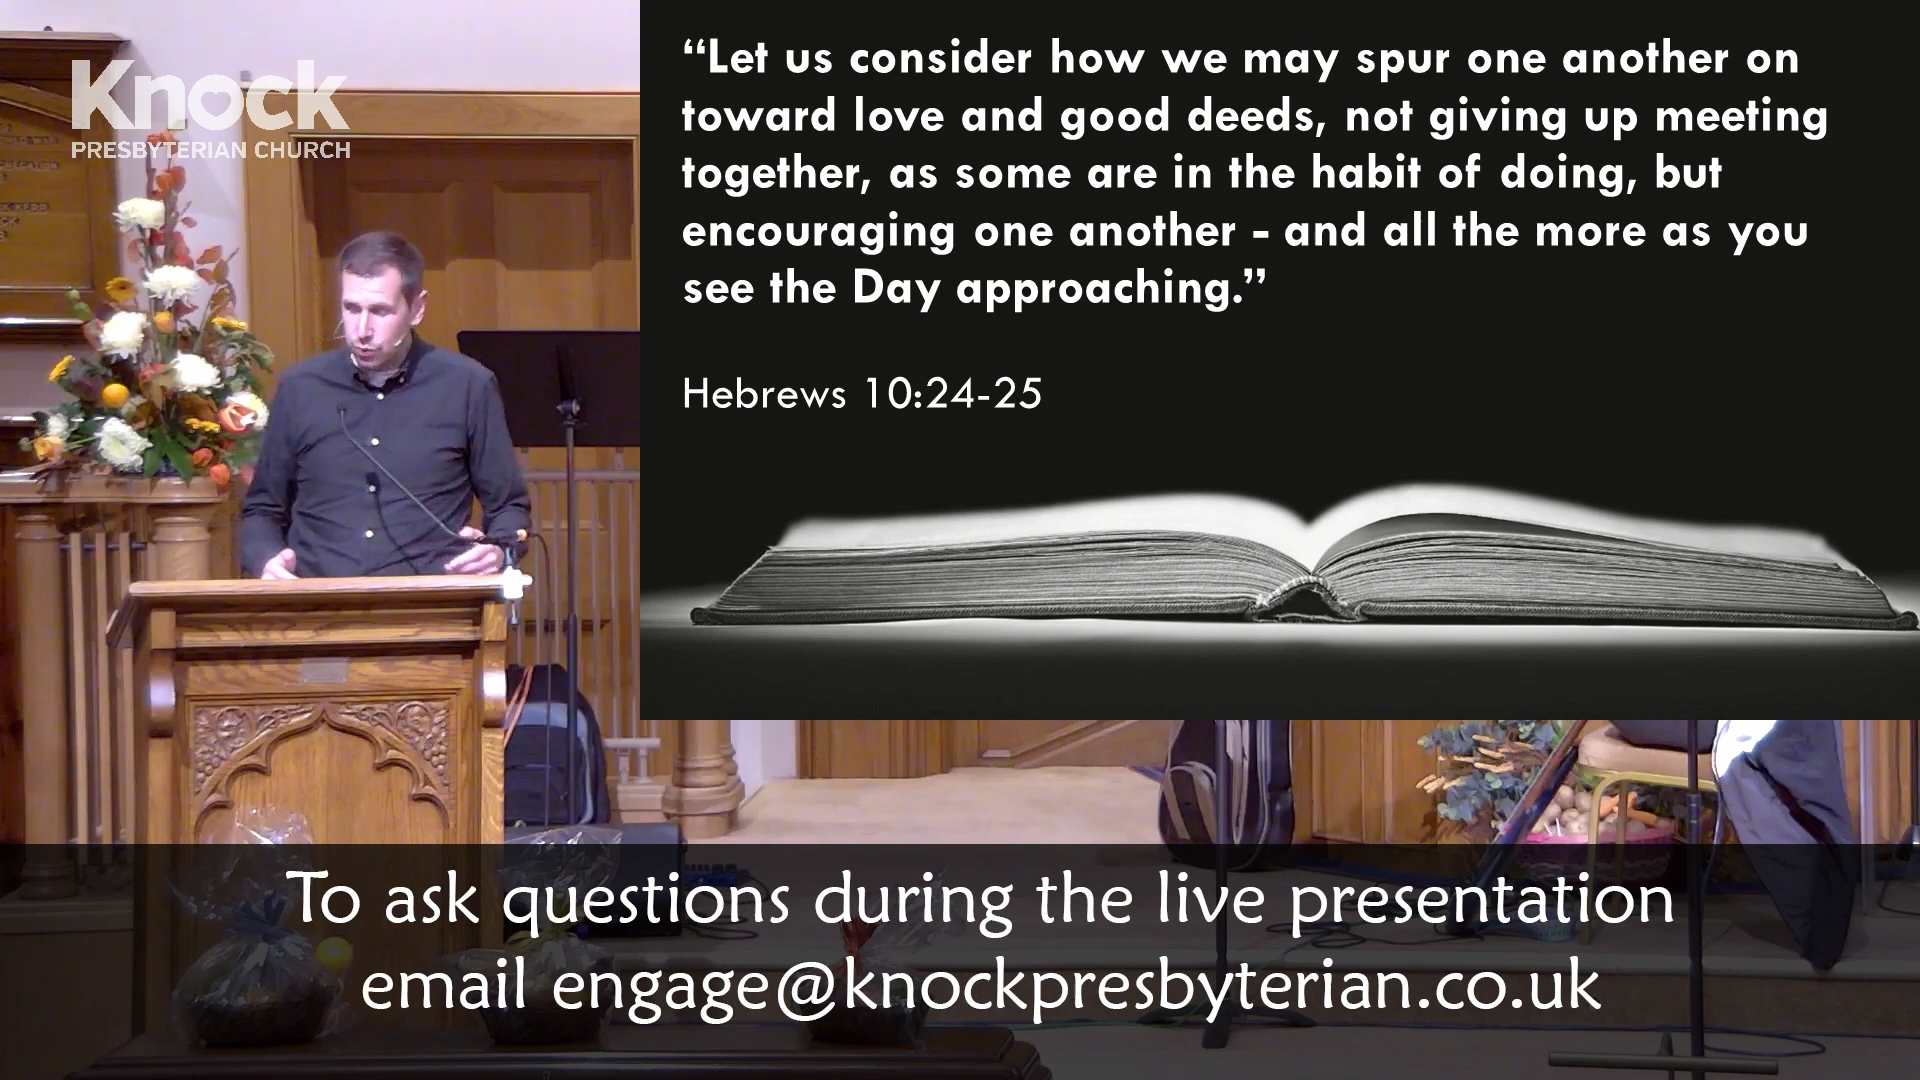 Knock
PRESBYTERIAN CHURCH
“Let us consider how we may spur one another on
toward love and good deeds, not giving up meeting
together, as some are in the habit of doing, but
encouraging one another - and all the more as you
see the Day approaching.”
Hebrews 10:24-25
To ask questions during the live presentation
email engage@knockpresbyterian.co.uk